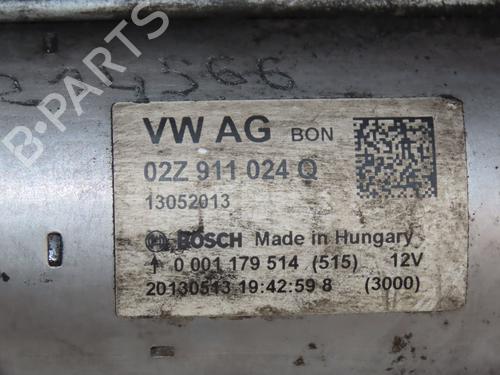 B-PARTS
224566
VW AG BON
02Z 911 024 Q
13052013
BOSCH Made in Hungary
0 001 179 514 (515) 12V
20130513 19:42:59 8 (3000)